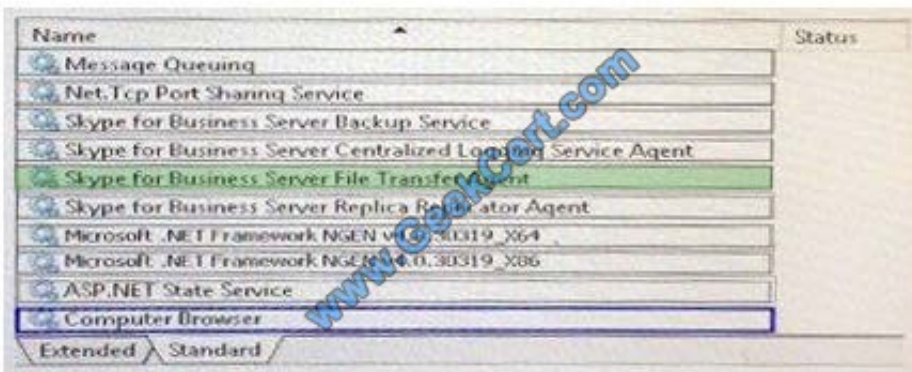 Name Status
Message Queuing
Net.Tcp Port Sharing Service
Skype for Business Server Backup Service
Skype for Business Server Centralized Logging Service Agent
Skype for Business Server File Transfer Agent
Skype for Business Server Replica Replicator Agent
Microsoft .NET Framework NGEN v4.0.30319_X64
Microsoft .NET Framework NGEN v4.0.30319_X86
ASP.NET State Service
Computer Browser
Extended Standard
www.GeekCert.com